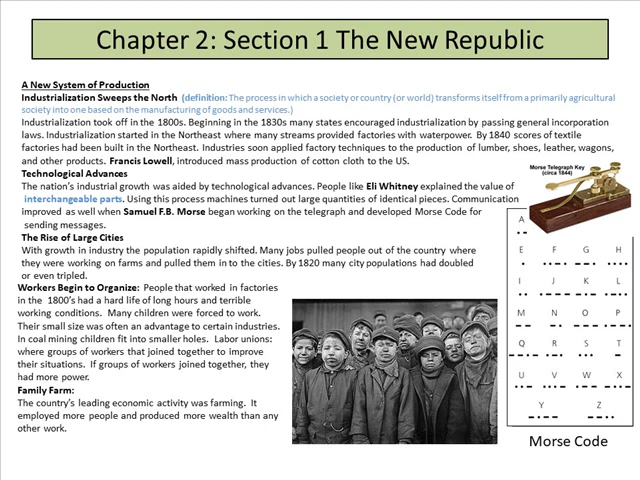 Chapter 2: Section 1 The New Republic
A New System of Production
Industrialization Sweeps the North (definition: The process in which a society or country (or world) transforms itself from a primarily agricultural
society into one based on the manufacturing of goods and services.)
Industrialization took off in the 1800s. Beginning in the 1830s many states encouraged industrialization by passing general incorporation
laws. Industrialization started in the Northeast where many streams provided factories with waterpower. By 1840 scores of textile
factories had been built in the Northeast. Industries soon applied factory techniques to the production of lumber, shoes, leather, wagons,
and other products. Francis Lowell, introduced mass production of cotton cloth to the US.
Technological Advances
The nation's industrial growth was aided by technological advances. People like Eli Whitney explained the value of
interchangeable parts. Using this process machines turned out large quantities of identical pieces. Communication
improved as well when Samuel F.B. Morse began working on the telegraph and developed Morse Code for
sending messages.
The Rise of Large Cities
With growth in industry the population rapidly shifted. Many jobs pulled people out of the country where
they were working on farms and pulled them in to the cities. By 1820 many city populations had doubled
or even tripled.
Workers Begin to Organize: People that worked in factories
in the 1800's had a hard life of long hours and terrible
working conditions. Many children were forced to work.
Their small size was often an advantage to certain industries.
In coal mining children fit into smaller holes. Labor unions:
where groups of workers that joined together to improve
their situations. If groups of workers joined together, they
had more power.
Family Farm:
The country's leading economic activity was farming. It
employed more people and produced more wealth than any
other work.
Morse Telegraph Key
(circa 1844)
A
E F G H
I J K L
M N O P
Q R S T
U V W X
Y Z
Morse Code